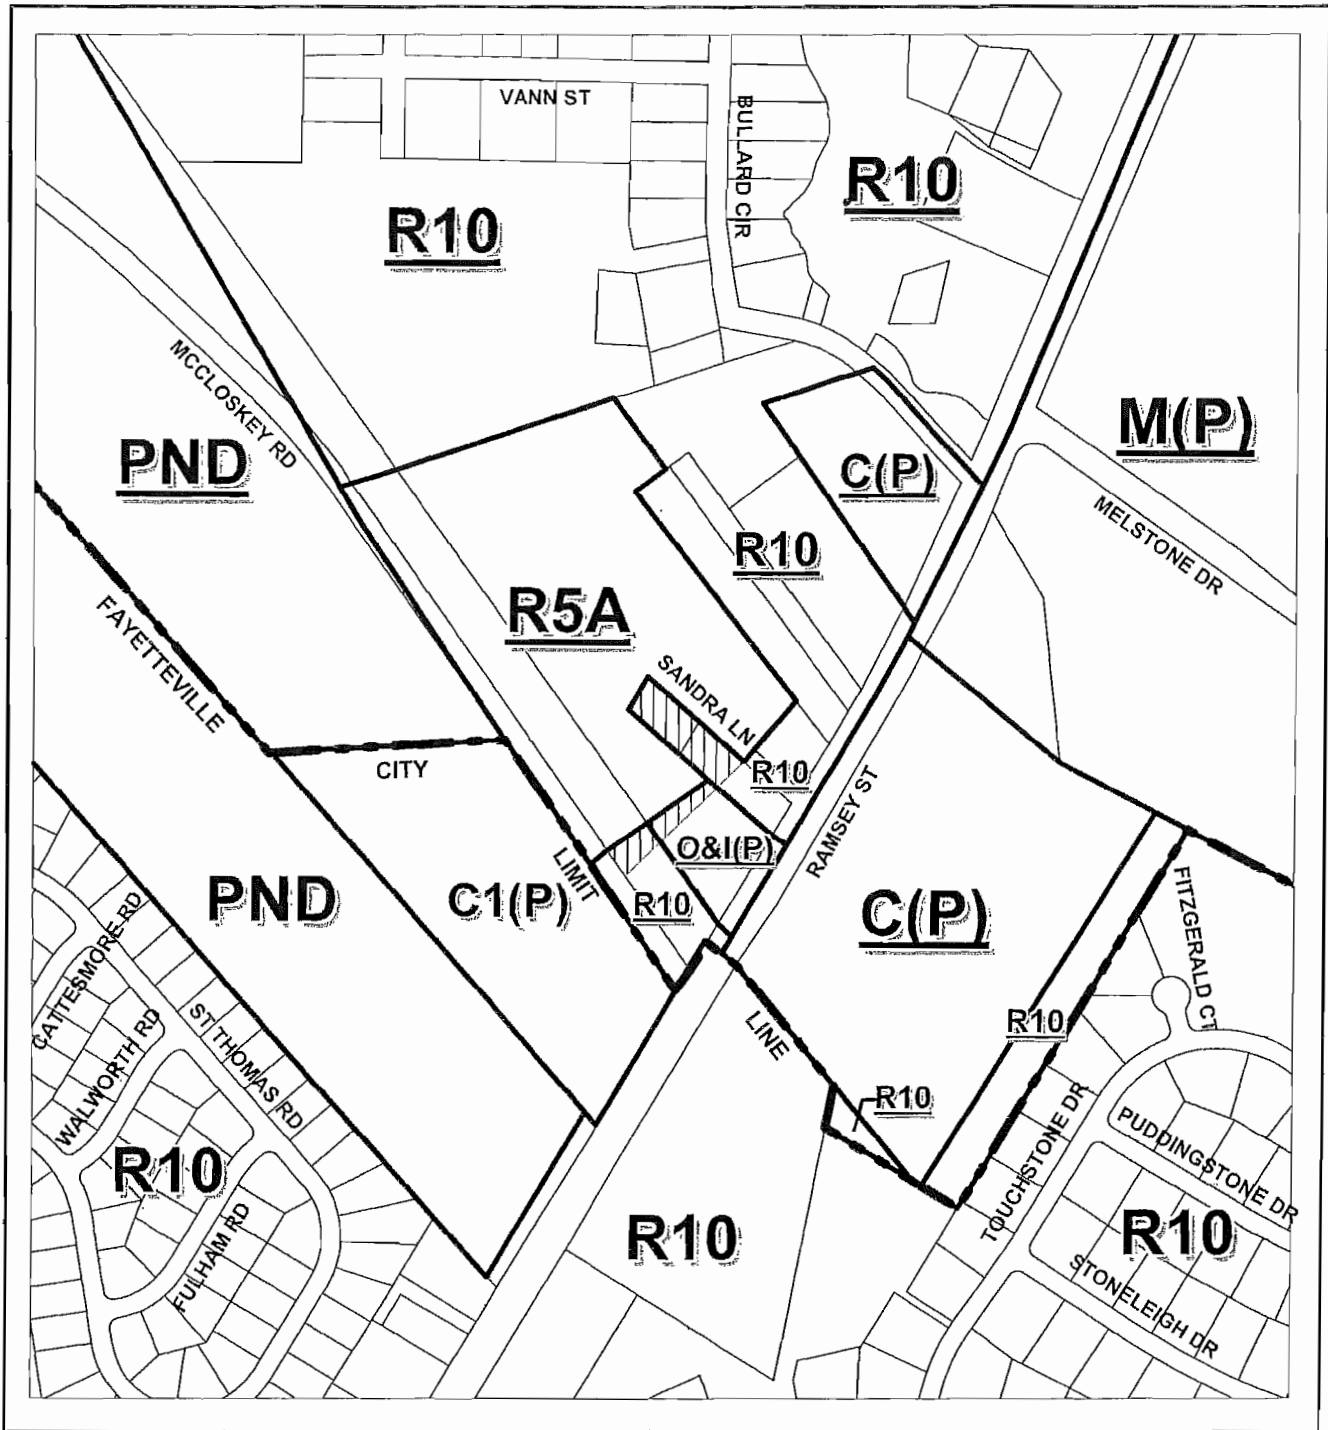 VANN ST
BULLARD CIR
R10
R10
MCCLOSKEY RD
M(P)
PND
C(P)
MELSTONE DR
R10
R5A
FAYETTEVILLE
SANDRA LN
CITY
R10
RAMSEY ST
O&I(P)
LIMIT
PND
C1(P)
R10
C(P)
FITZGERALD CT
CATTESMORE RD
ST THOMAS RD
WALWORTH RD
LINE
R10
R10
TOUCHSTONE DR
PUDDINGSTONE DR
R10
FULHAM RD
R10
R10
STONELEIGH DR